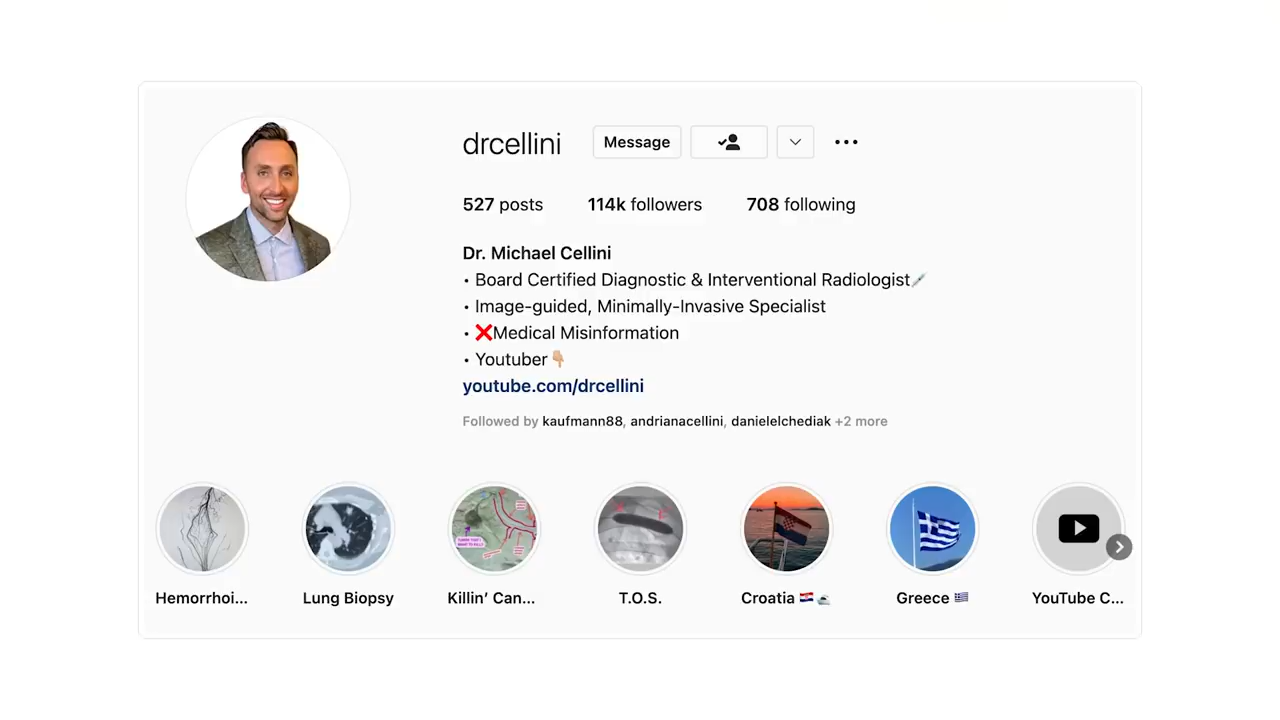 drcellini Message
527 posts 114k followers 708 following
Dr. Michael Cellini
• Board Certified Diagnostic & Interventional Radiologist💉
• Image-guided, Minimally-Invasive Specialist
• ❌Medical Misinformation
• Youtuber👇🏼
youtube.com/drcellini
Followed by kaufmann88, andrianacellini, danielelchediak +2 more
Hemorrhoi... Lung Biopsy Killin’ Can... T.O.S. Croatia 🇭🇷🛥 Greece 🇬🇷 YouTube C...